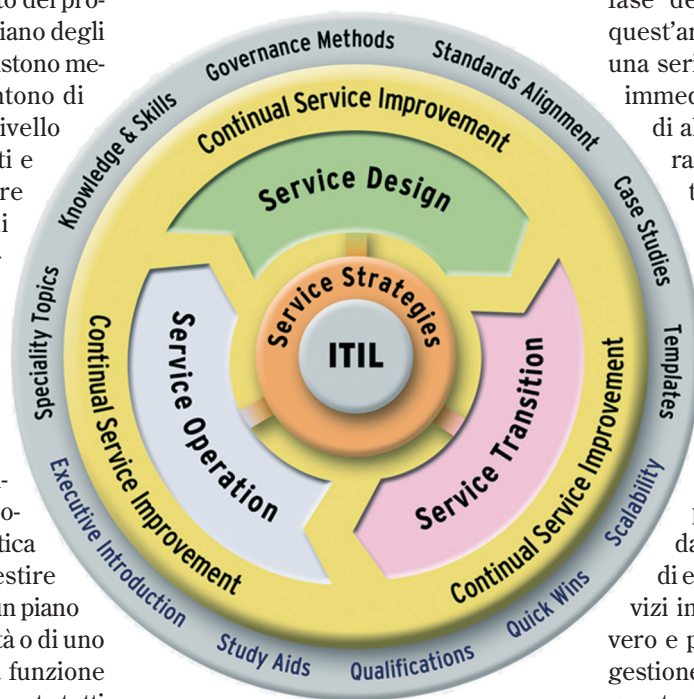 to dei pro-
iano degli
istono me-
ntono di
ivello
ti e
re
i
fase de
quest'an
una seri
immed
di al
ra
t
Governance Methods
Standards Alignment
Case Studies
Templates
Scalability
Quick Wins
Qualifications
Study Aids
Executive Introduction
Speciality Topics
Knowledge & Skills
Continual Service Improvement
Continual Service Improvement
Continual Service Improvement
Service Design
Service Transition
Service Operation
Service Strategies
ITIL
o-
tica
estire
un piano
tà o di uno
funzione
p
da
di e
vizi in
vero e p
gestione